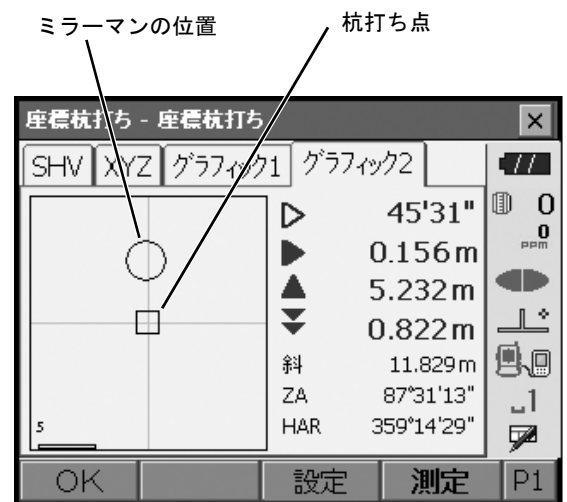 ミラーマンの位置
杭打ち点
座標杭打ち - 座標杭打ち
×
SHV XYZ グラフィック1 グラフィック2
45'31"
0
0.156m
0
PPM
5.232m
0.822m
斜 11.829m
ZA 87°31'13"
1
5
HAR 359°14'29"
OK 設定 測定 P1